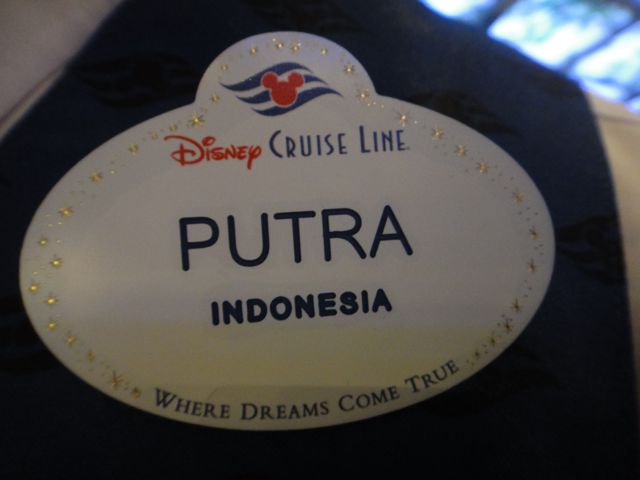 Disney Cruise Line
PUTRA
INDONESIA
Where Dreams Come True